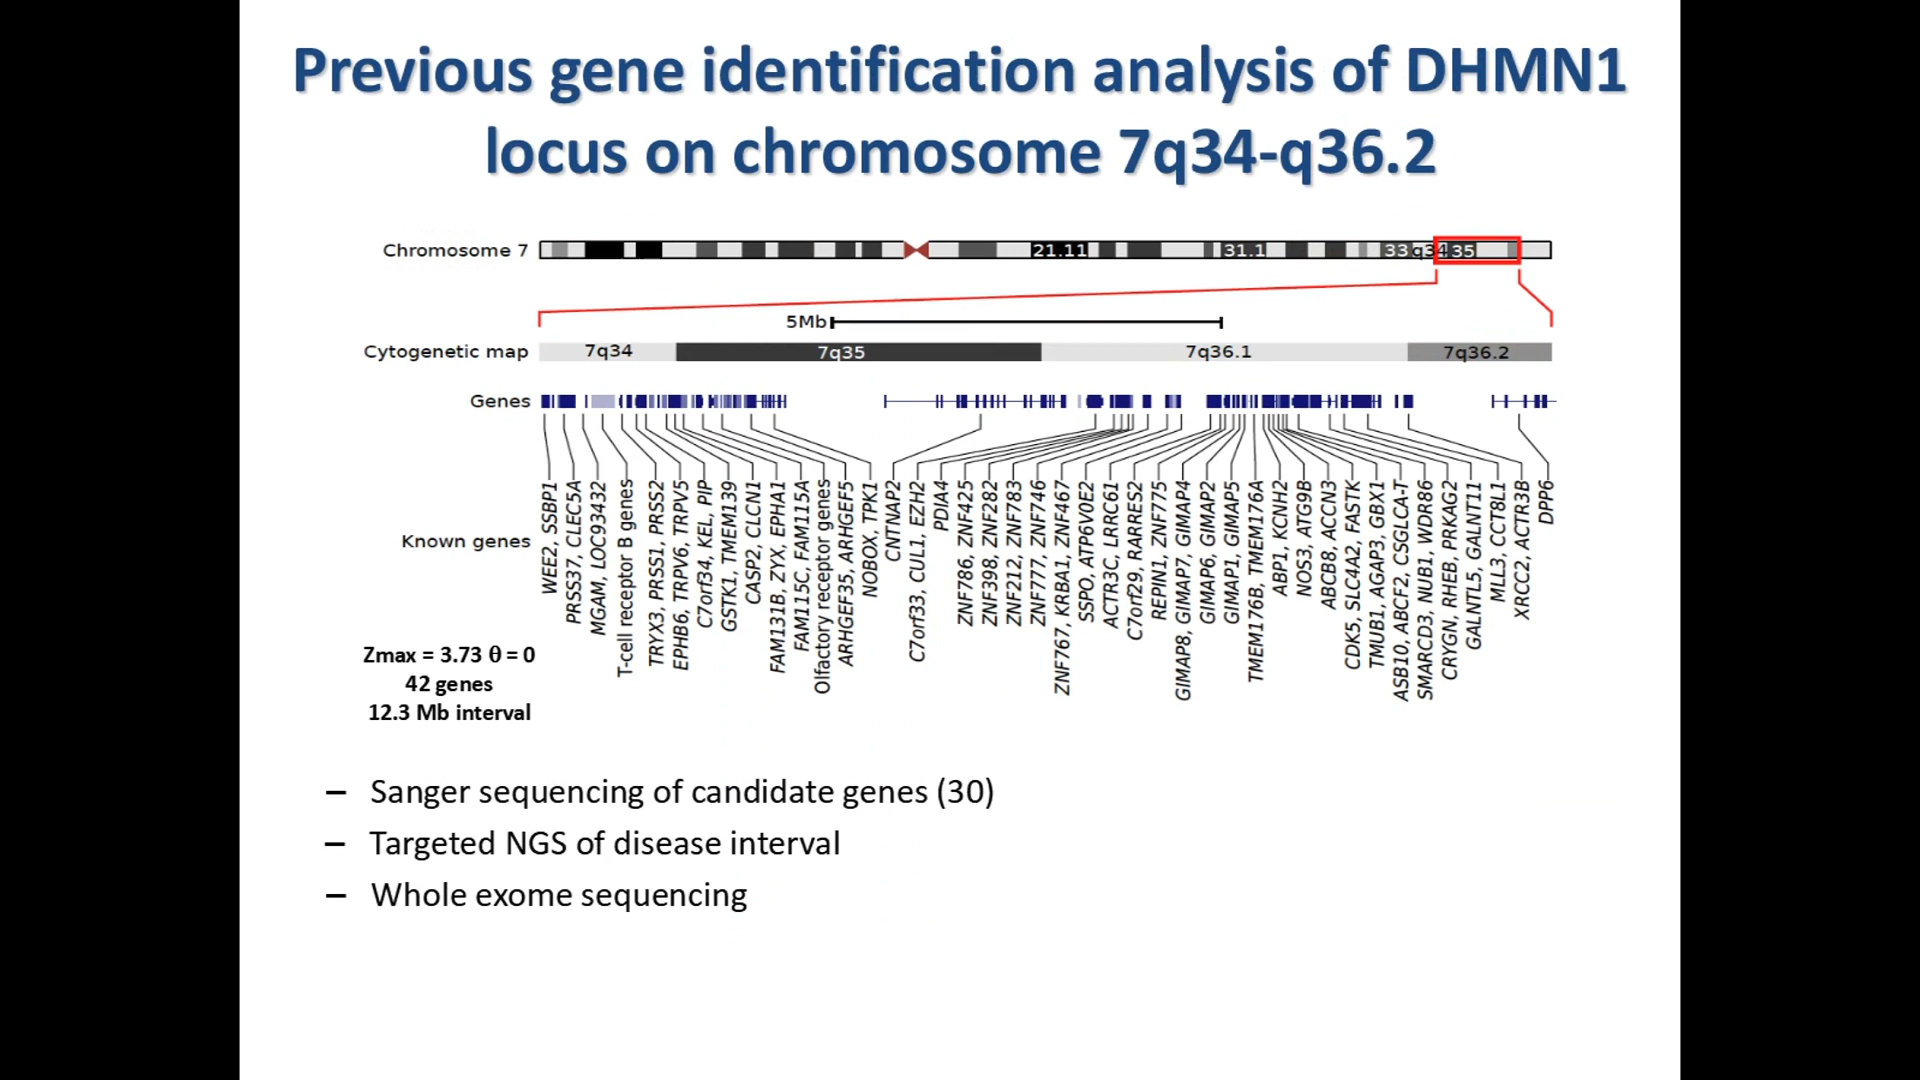 Previous gene identification analysis of DHMN1
locus on chromosome 7q34-q36.2
Chromosome 7
21.11
31.1
33
q34
35
5Mb
Cytogenetic map
7q34
7q35
7q36.1
7q36.2
Genes
Known genes
WEE2, SSBP1
PRSS37, CLEC5A
MGAM, LOC93432
T-cell receptor B genes
TRYX3, PRSS1, PRSS2
EPHB6, TRPV6, TRPV5
C7orf34, KEL, PIP
GSTK1, TMEM139
CASP2, CLCN1
FAM131B, ZYX, EPHA1
FAM115C, FAM115A
Olfactory receptor genes
ARHGEF35, ARHGEF5
NOBOX, TPK1
CNTNAP2
C7orf33, CUL1, EZH2
PDIA4
ZNF786, ZNF425
ZNF398, ZNF282
ZNF212, ZNF783
ZNF777, ZNF746
ZNF767, KRBA1, ZNF467
SSPO, ATP6V0E2
ACTR3C, LRRC61
C7orf29, RARRES2
REPIN1, ZNF775
GIMAP8, GIMAP7, GIMAP4
GIMAP6, GIMAP2
GIMAP1, GIMAP5
TMEM176B, TMEM176A
ABP1, KCNH2
NOS3, ATG9B
ABCB8, ACCN3
CDK5, SLC4A2, FASTK
TMUB1, AGAP3, GBX1
ASB10, ABCF2, CSGLCA-T
SMARCD3, NUB1, WDR86
CRYGN, RHEB, PRKAG2
GALNTL5, GALNT11
MLL3, CCT8L1
XRCC2, ACTR3B
DPP6
Zmax = 3.73 θ = 0
42 genes
12.3 Mb interval
– Sanger sequencing of candidate genes (30)
– Targeted NGS of disease interval
– Whole exome sequencing